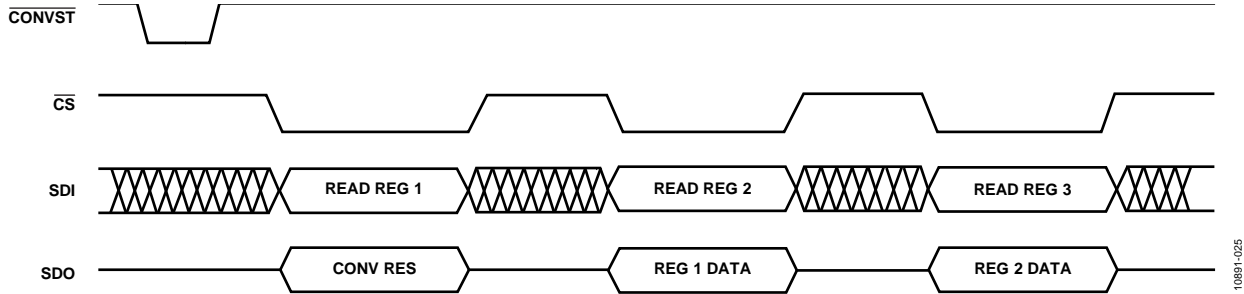 CONVST
CS
SDI
READ REG 1
READ REG 2
READ REG 3
SDO
CONV RES
REG 1 DATA
REG 2 DATA
10891-025